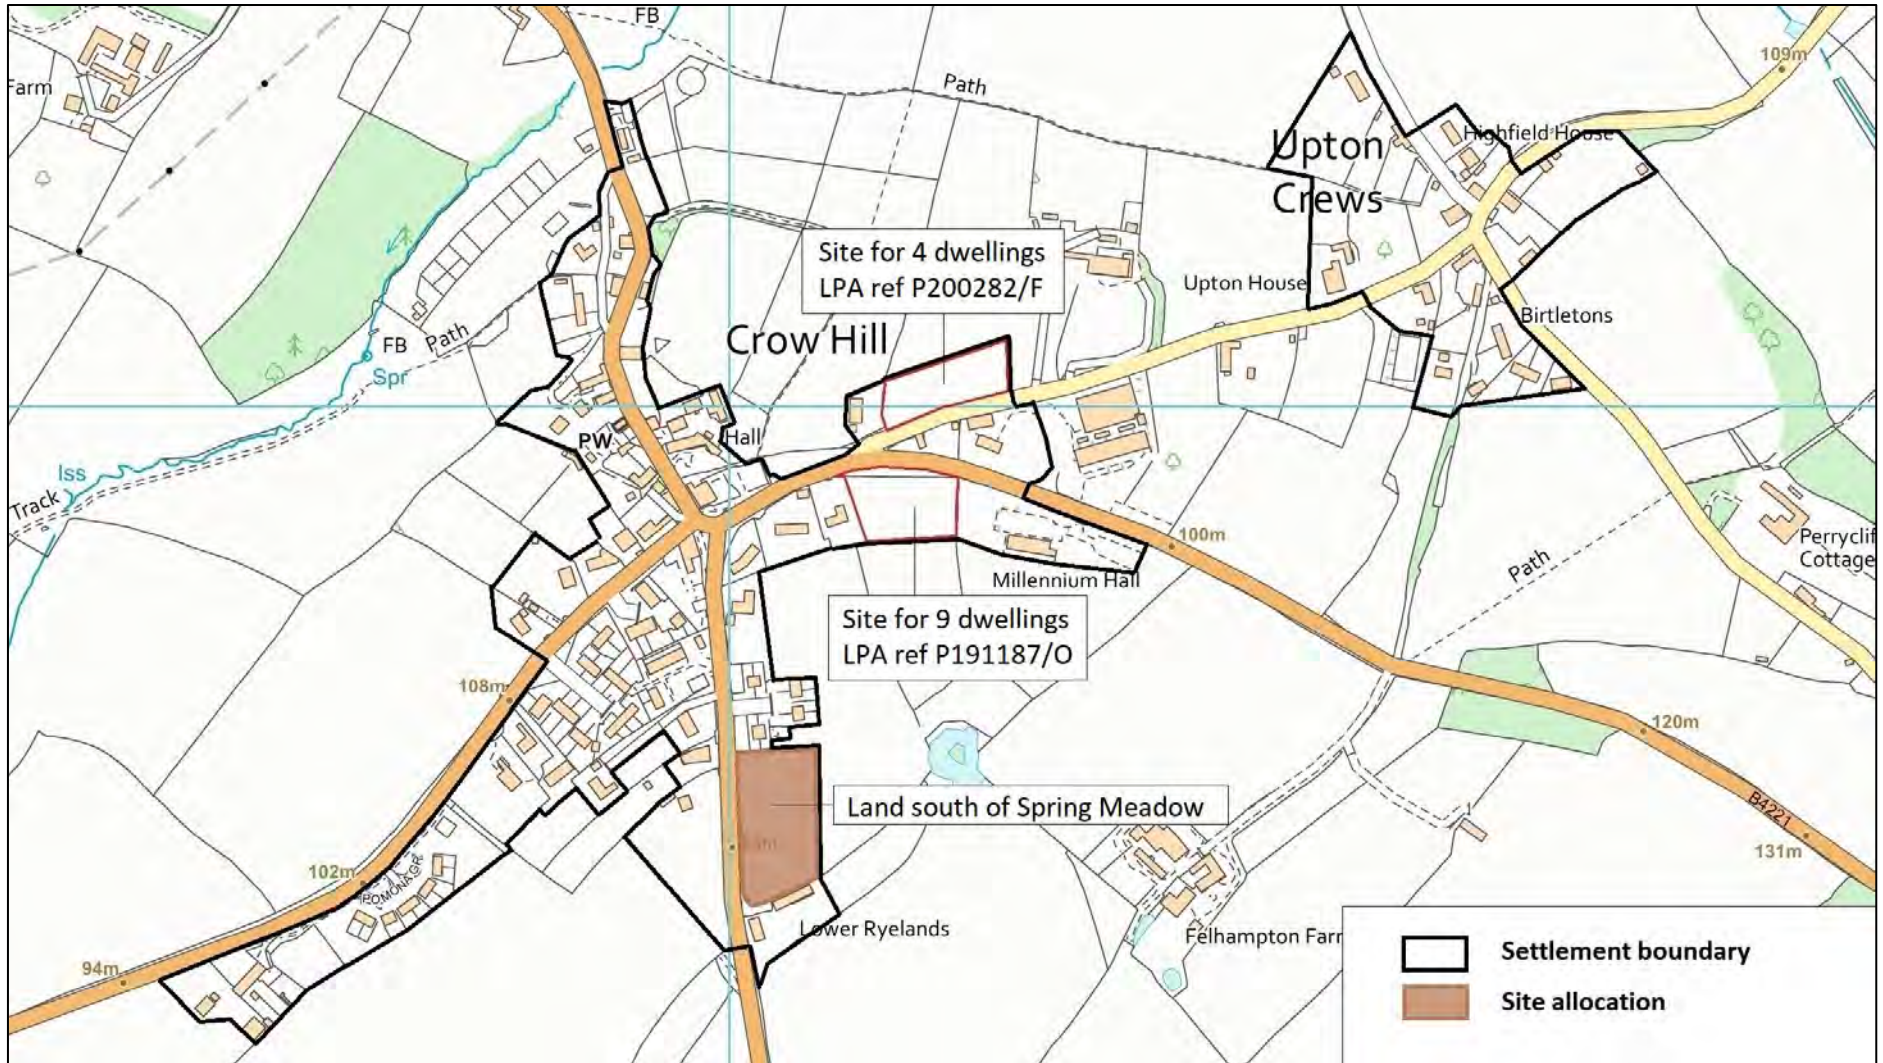 FB
109m
Farm
Path
Upton
Crews
Highfield House
Site for 4 dwellings
LPA ref P200282/F
Upton House
Birtletons
Crow Hill
FB
Path
Spr
PW
Hall
Iss
Track
100m
Path
Perryclif
Cottage
Millennium Hall
Site for 9 dwellings
LPA ref P191187/O
108m
120m
Land south of Spring Meadow
B4221
131m
102m
POMONA GR
Lower Ryelands
Felhampton Farm
94m
Settlement boundary
Site allocation